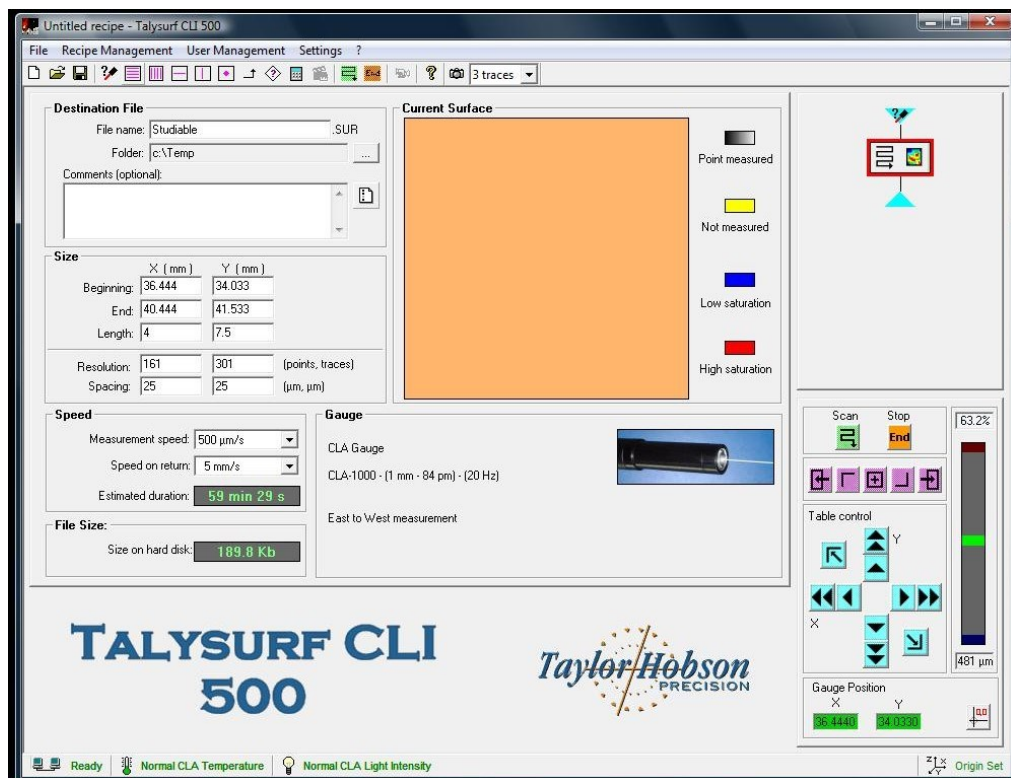 Untitled recipe - Talysurf CLI 500
File Recipe Management User Management Settings ?
End
3 traces
Destination File
File name: Studiable .SUR
Folder: c:\Temp ...
Comments (optional):
Current Surface
Point measured
Not measured
Low saturation
High saturation
Size
X ( mm ) Y ( mm )
Beginning: 36.444 34.033
End: 40.444 41.533
Length: 4 7.5
Resolution: 161 301 (points, traces)
Spacing: 25 25 (µm, µm)
Speed
Measurement speed: 500 µm/s
Speed on return: 5 mm/s
Estimated duration: 59 min 29 s
File Size:
Size on hard disk: 189.8 Kb
Gauge
CLA Gauge
CLA-1000 - (1 mm - 84 pm) - (20 Hz)
East to West measurement
Scan Stop
End
63.2%
Table control
Y
X
481 µm
Gauge Position
X Y
36.4440 34.0330
0,0
TALYSURF CLI
500
Taylor Hobson
PRECISION
Ready Normal CLA Temperature Normal CLA Light Intensity
Z X Y Origin Set